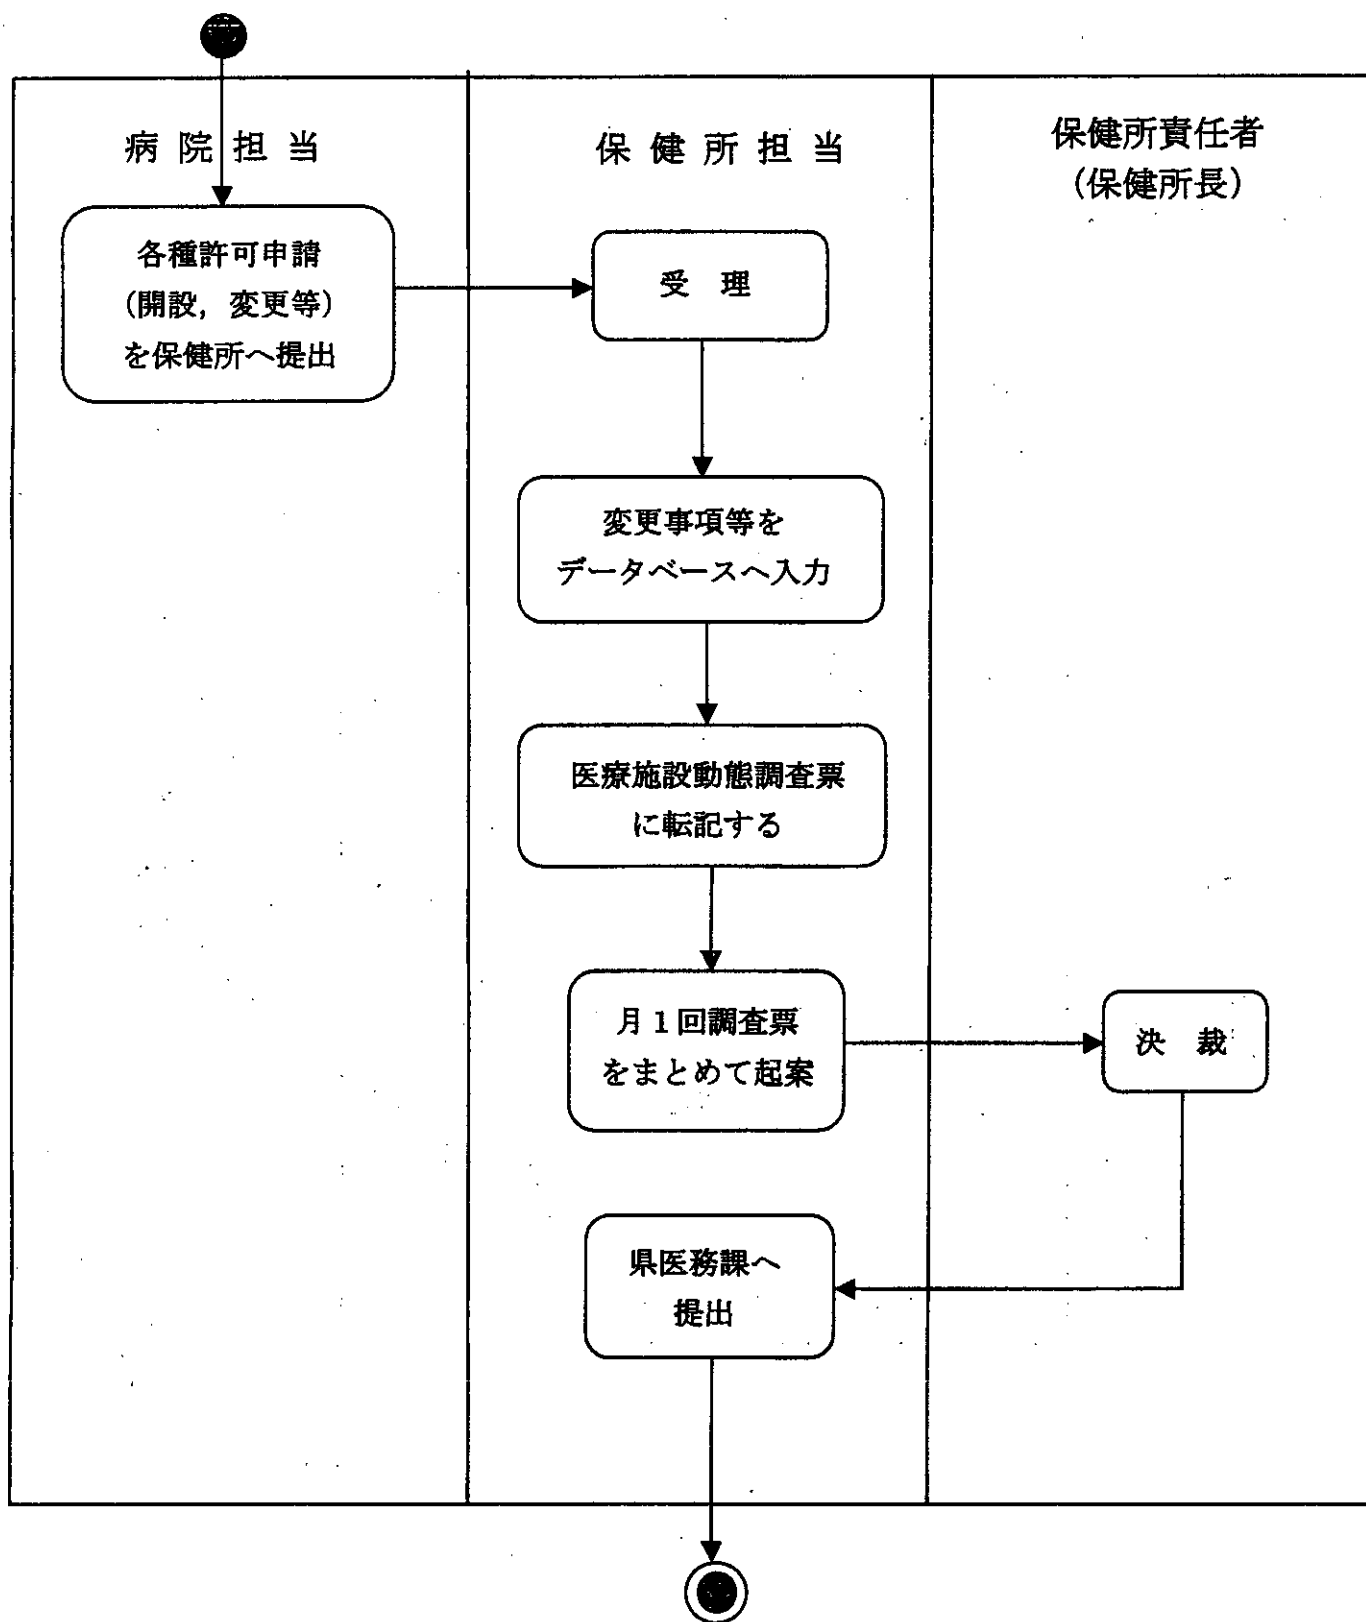 病院担当
保健所担当
保健所責任者
（保健所長）
各種許可申請
（開設，変更等）
を保健所へ提出
受　理
変更事項等を
データベースへ入力
医療施設動態調査票
に転記する
月１回調査票
をまとめて起案
決　裁
県医務課へ
提出